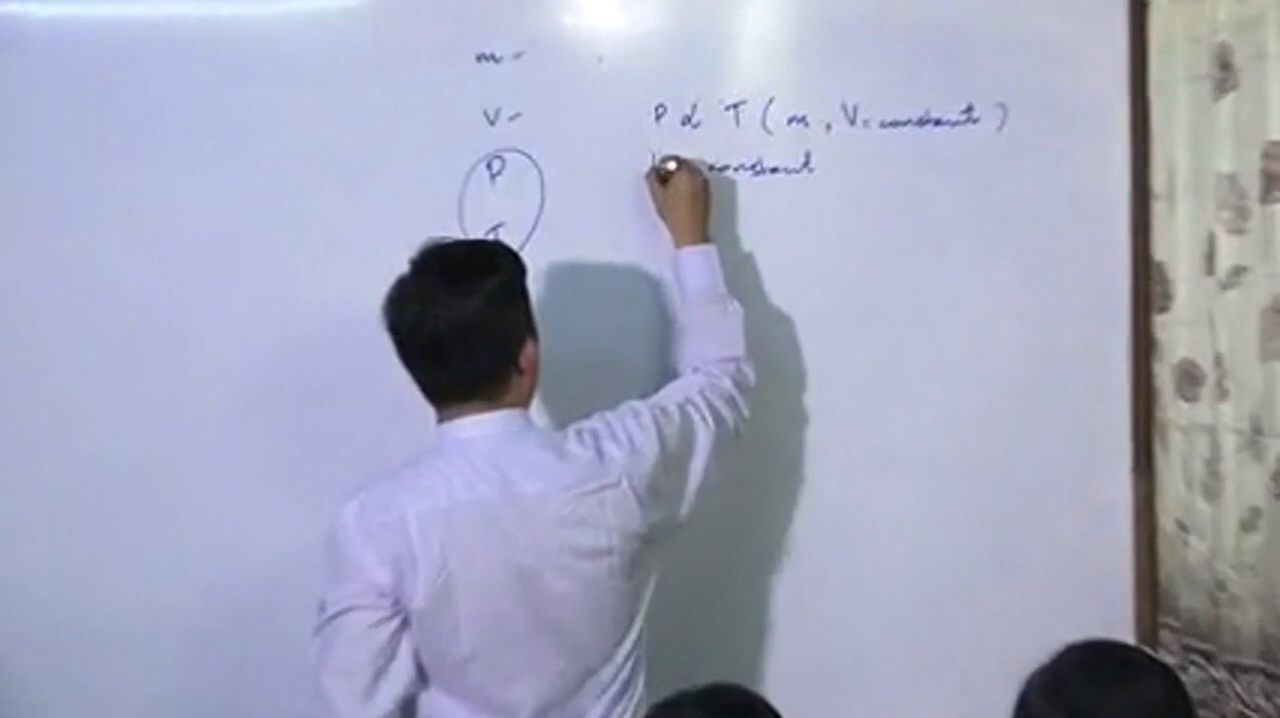 m -
V -
P
T
P α T ( m , V = constant )
constant